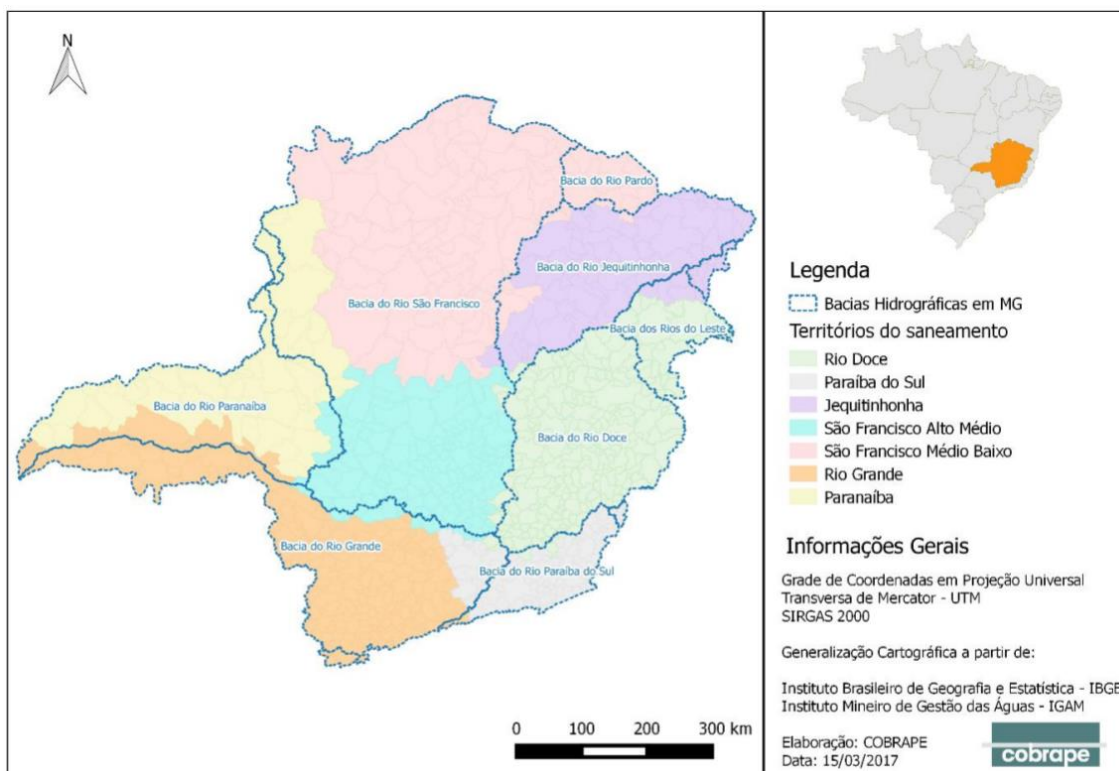 N
Bacia do Rio Pardo
Bacia do Rio Jequitinhonha
Bacia do Rio São Francisco
Bacia dos Rios do Leste
Bacia do Rio Paranaíba
Bacia do Rio Doce
Bacia do Rio Grande
Bacia do Rio Paraíba do Sul
0 100 200 300 km
Legenda
Bacias Hidrográficas em MG
Territórios do saneamento
Rio Doce
Paraíba do Sul
Jequitinhonha
São Francisco Alto Médio
São Francisco Médio Baixo
Rio Grande
Paranaíba
Informações Gerais
Grade de Coordenadas em Projeção Universal
Transversa de Mercator - UTM
SIRGAS 2000
Generalização Cartográfica a partir de:
Instituto Brasileiro de Geografia e Estatística - IBGE
Instituto Mineiro de Gestão das Águas - IGAM
Elaboração: COBRAPE
Data: 15/03/2017
cobrape